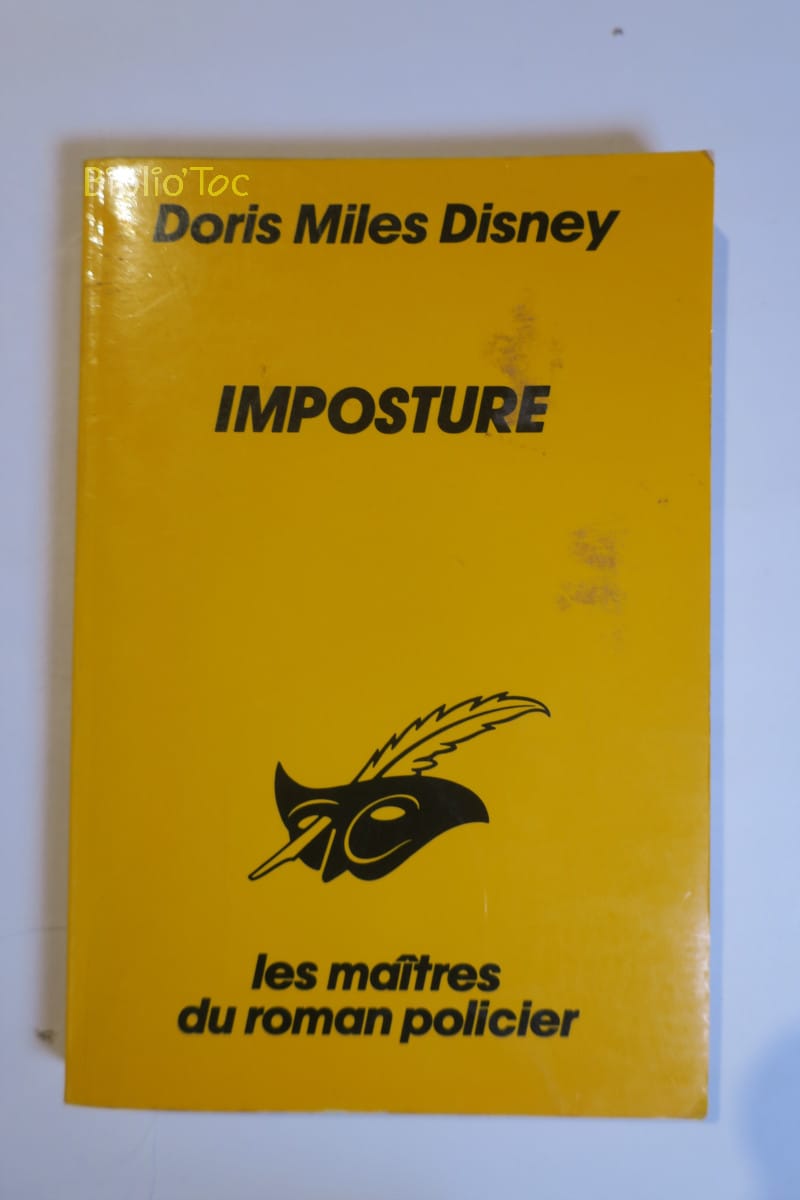 Biblio'Toc
Doris Miles Disney
IMPOSTURE
les maîtres
du roman policier